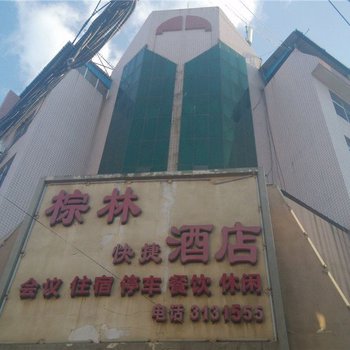 棕林
快捷 酒店
会议 住宿 停车 餐饮 休闲
电话 3131555